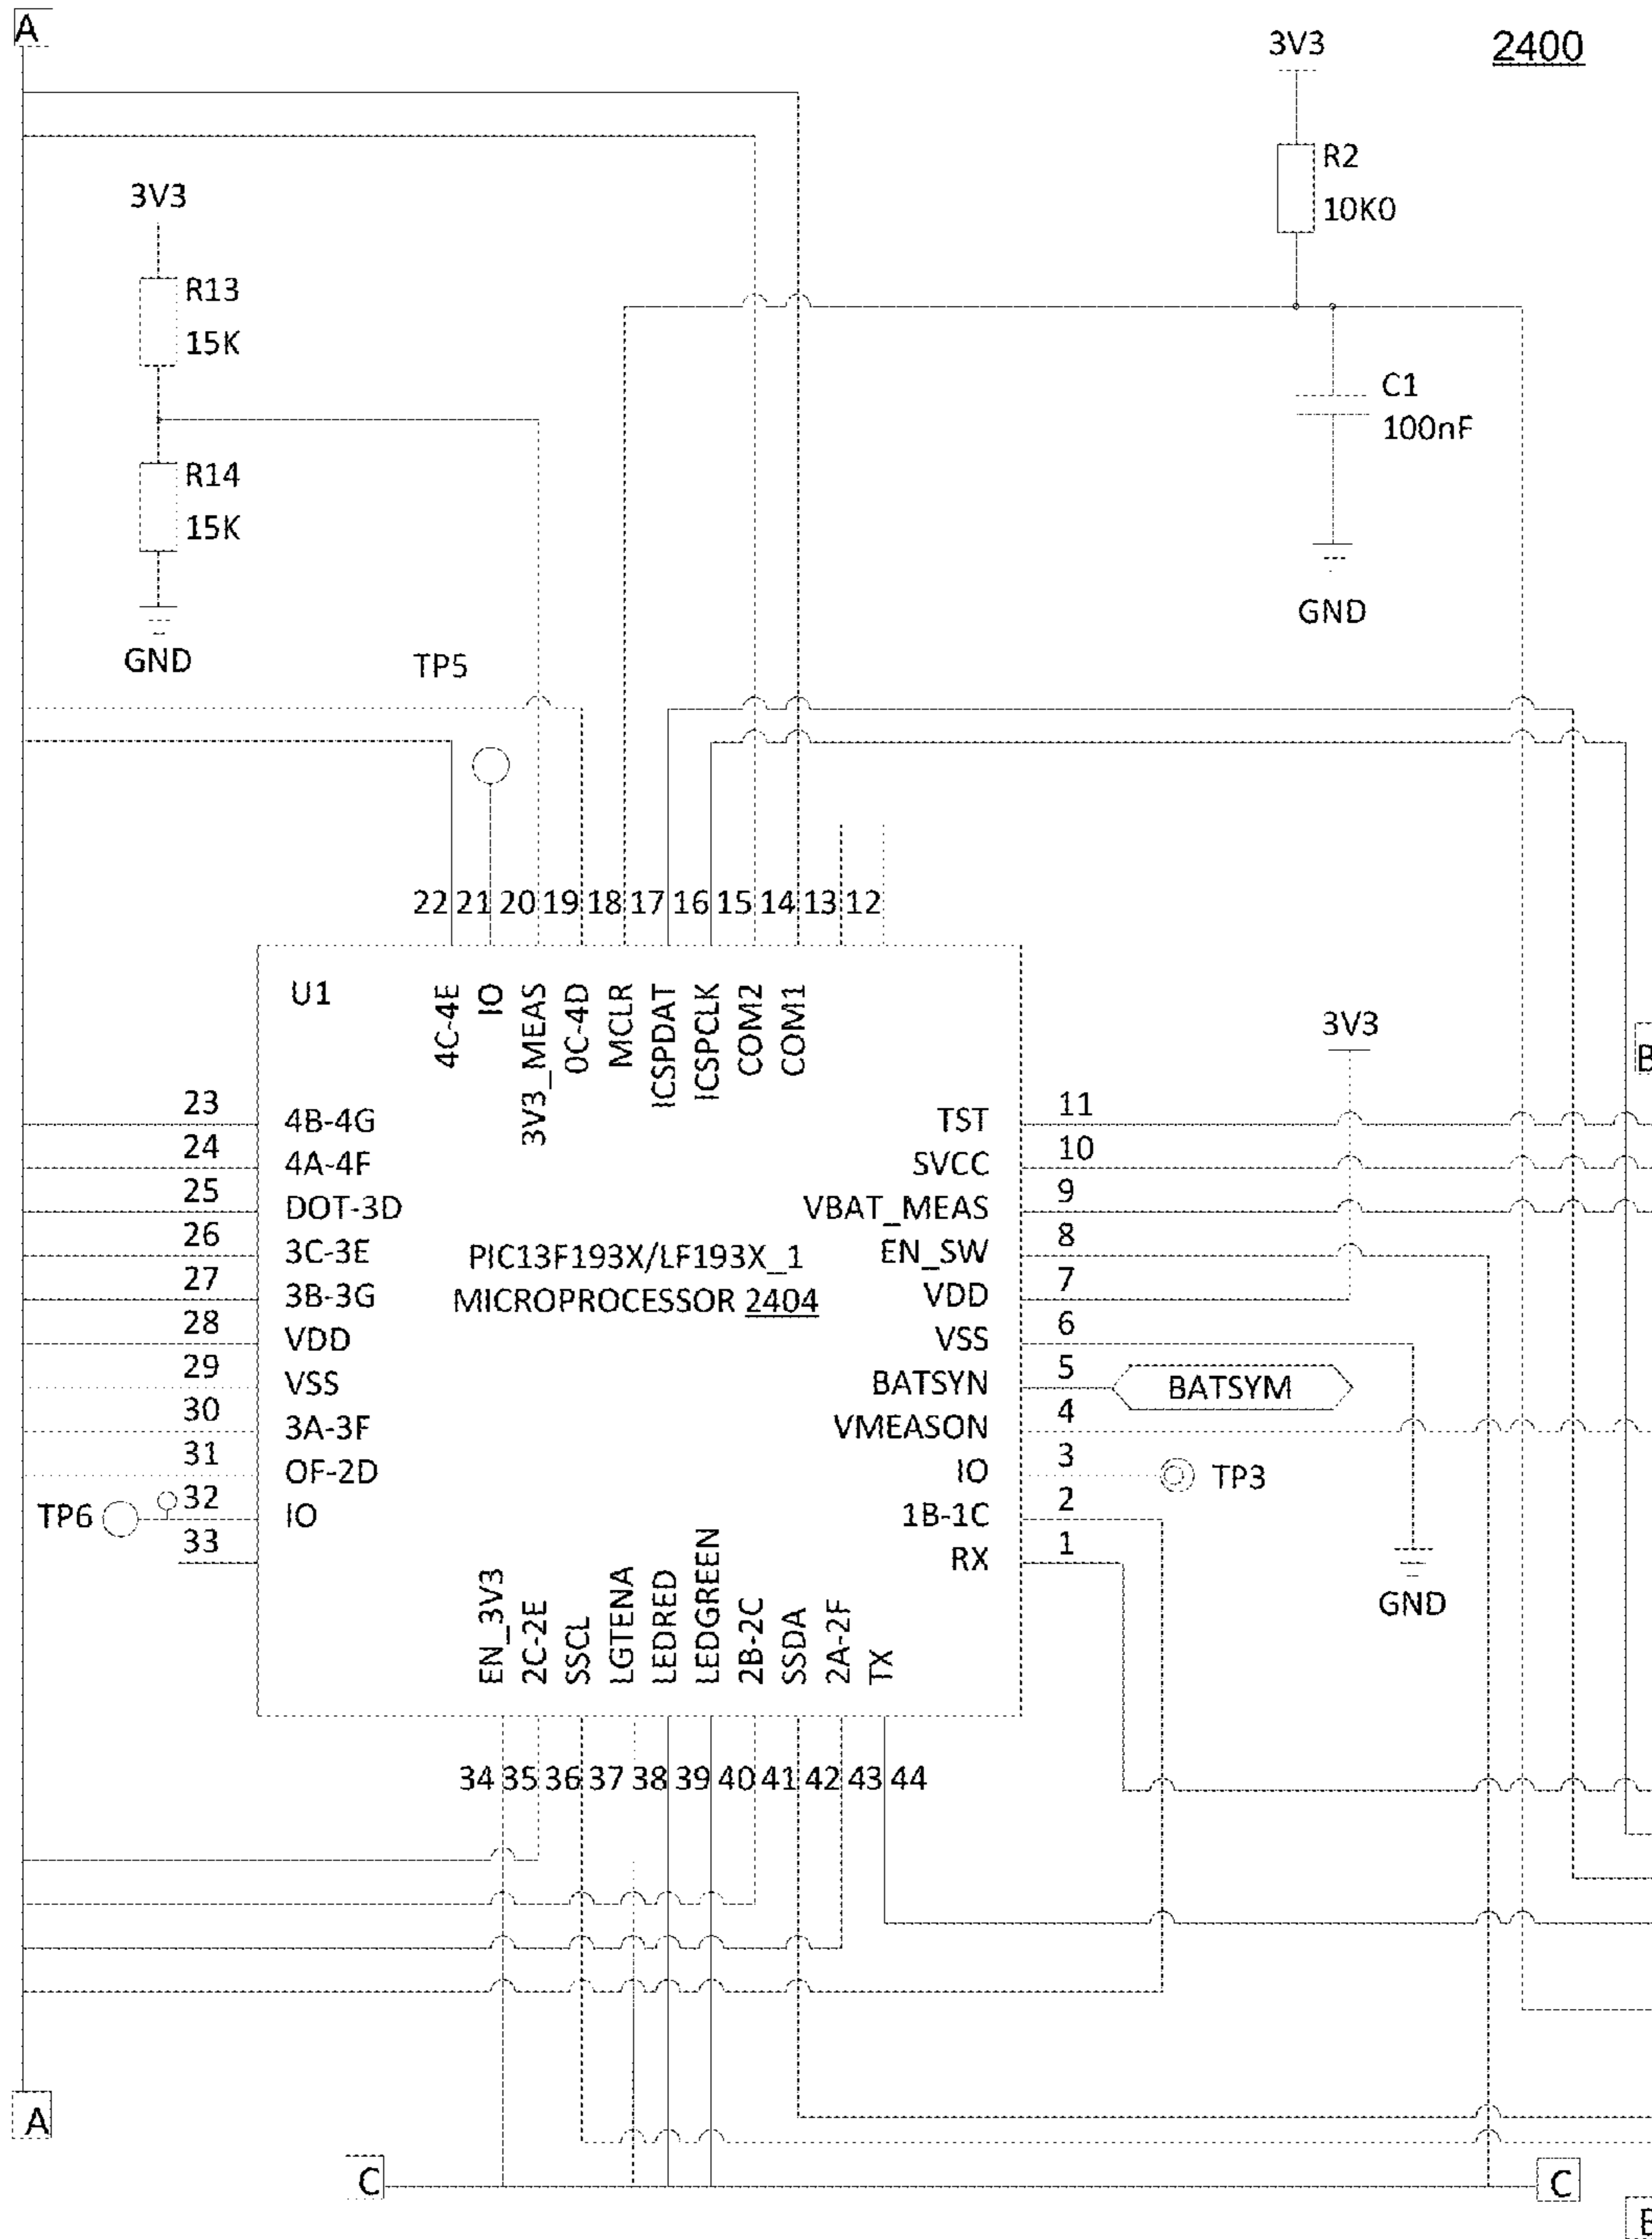 A
2400
3V3
R2
10K0
3V3
R13
15K
C1
100nF
R14
15K
GND
GND
TP5
22 21 20 19 18 17 16 15 14 13 12
U1
4C-4E
IO
3V3_MEAS
0C-4D
MCLR
ICSPDAT
ICSPCLK
COM2
COM1
3V3
B
23 4B-4G
24 4A-4F
25 DOT-3D
26 3C-3E
27 3B-3G
28 VDD
29 VSS
30 3A-3F
31 OF-2D
TP6 32 IO
33
PIC13F193X/LF193X_1
MICROPROCESSOR 2404
TST 11
SVCC 10
VBAT_MEAS 9
EN_SW 8
VDD 7
VSS 6
BATSYN 5 BATSYM
VMEASON 4
IO 3 TP3
1B-1C 2
RX 1
GND
EN_3V3
2C-2E
SSCL
LGTENA
LEDRED
LEDGREEN
2B-2C
SSDA
2A-2F
TX
34 35 36 37 38 39 40 41 42 43 44
A
C
C